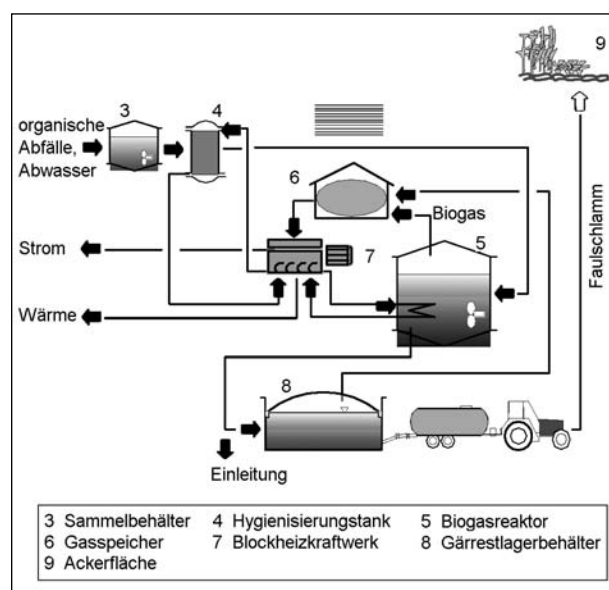 9
3
4
organische
Abfälle,
Abwasser
6
Biogas
5
Strom
7
Faulschlamm
Wärme
8
Einleitung
3 Sammelbehälter 4 Hygienisierungstank 5 Biogasreaktor
6 Gasspeicher 7 Blockheizkraftwerk 8 Gärrestlagerbehälter
9 Ackerfläche